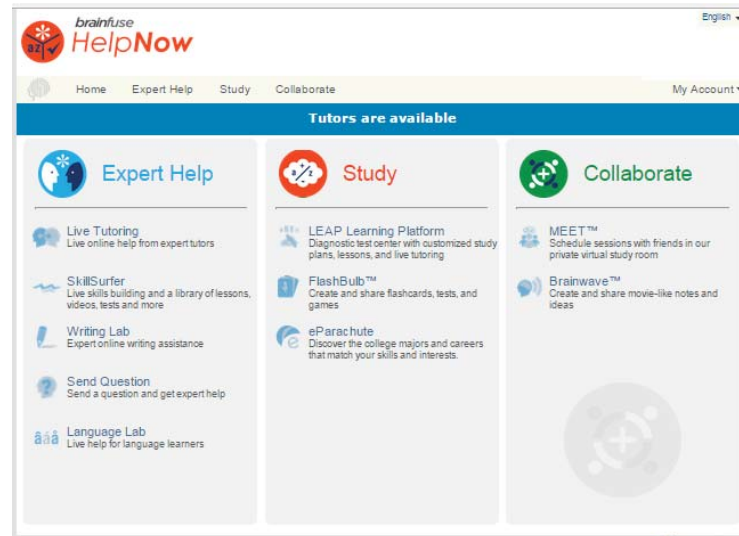 brainfuse
HelpNow
English
Home Expert Help Study Collaborate
My Account
Tutors are available
Expert Help
Live Tutoring
Live online help from expert tutors
SkillSurfer
Live skills building and a library of lessons,
videos, tests and more
Writing Lab
Expert online writing assistance
Send Question
Send a question and get expert help
âäå
Language Lab
Live help for language learners
Study
LEAP Learning Platform
Diagnostic test center with customized study
plans, lessons, and live tutoring
FlashBulb™
Create and share flashcards, tests, and
games
eParachute
Discover the college majors and careers
that match your skills and interests.
Collaborate
MEET™
Schedule sessions with friends in our
private virtual study room
Brainwave™
Create and share movie-like notes and
ideas